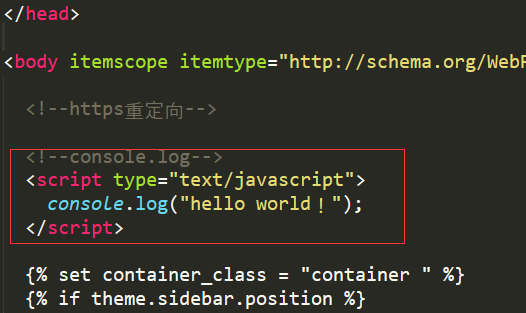 </head>
<body itemscope itemtype="http://schema.org/WebP
<!--https重定向-->
<!--console.log-->
<script type="text/javascript">
console.log("hello world！");
</script>
{% set container_class = "container " %}
{% if theme.sidebar.position %}